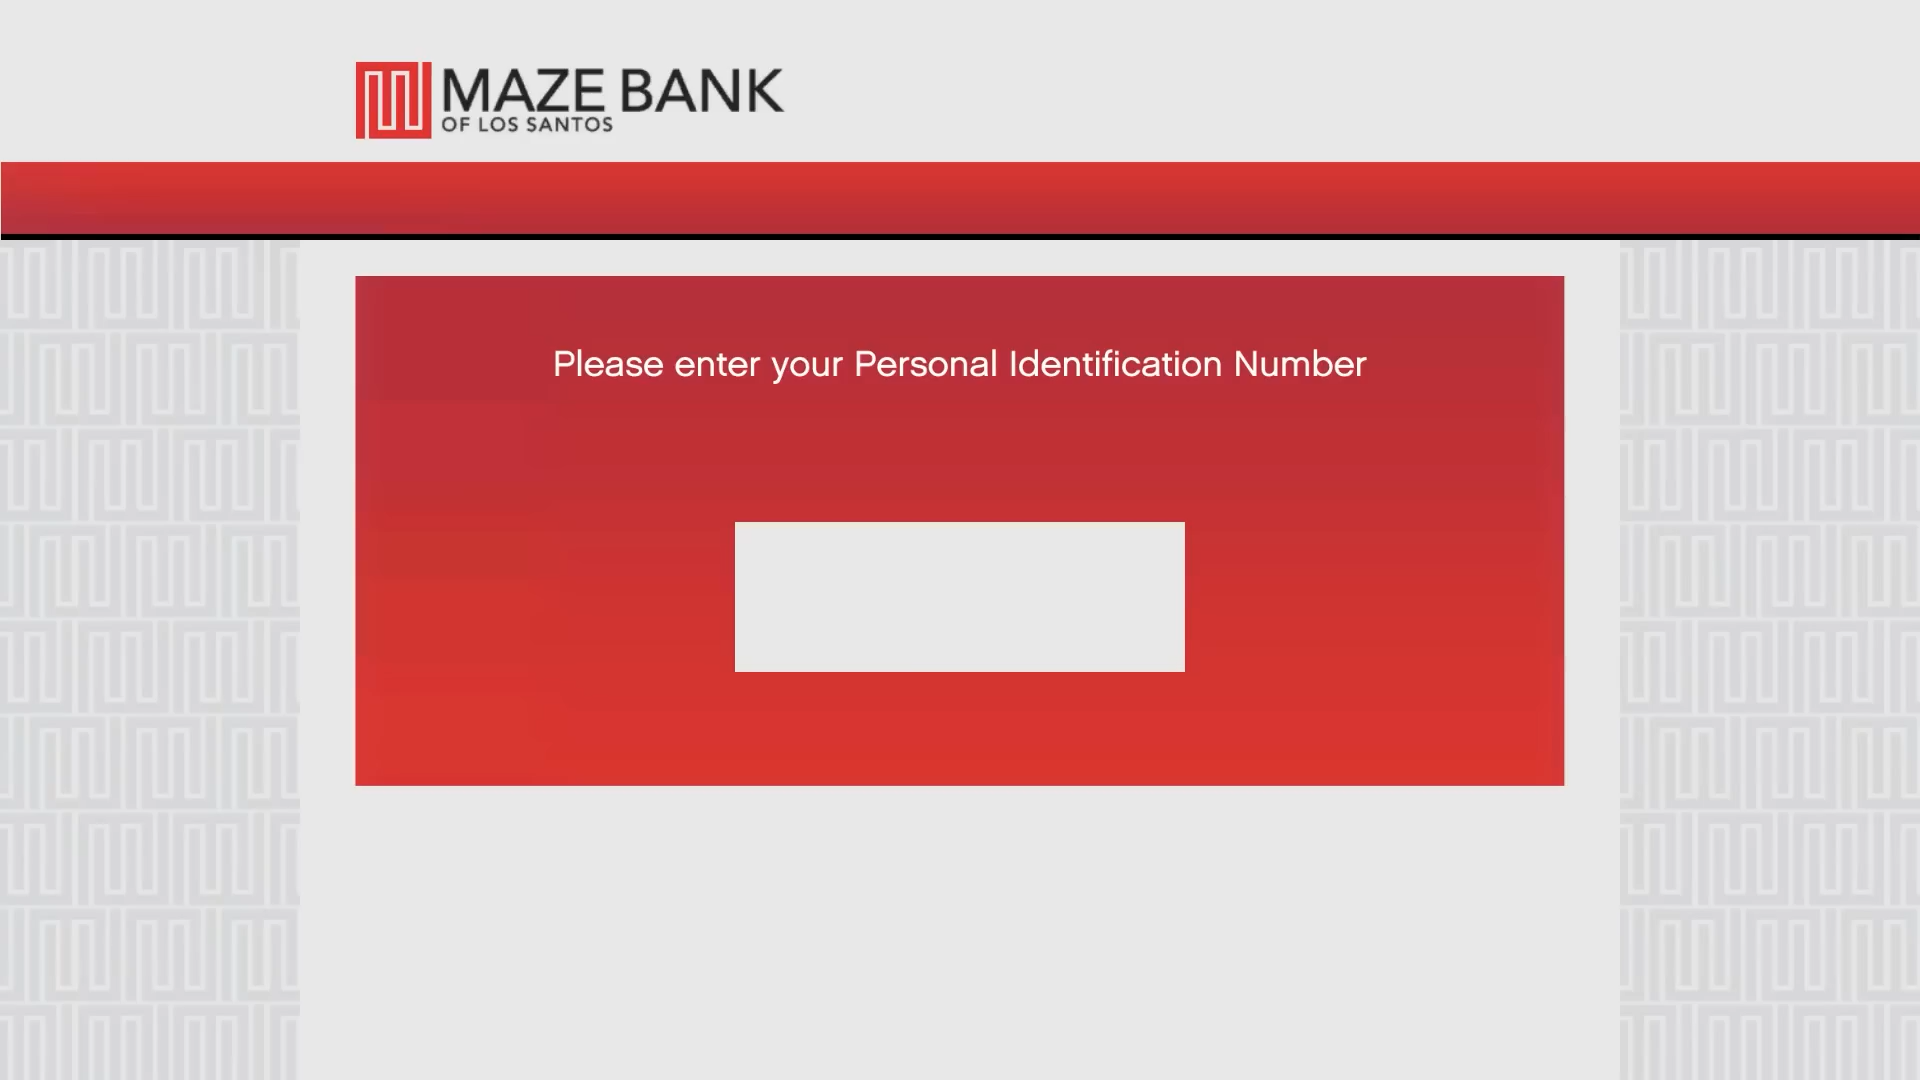 MAZE BANK
OF LOS SANTOS
Please enter your Personal Identification Number